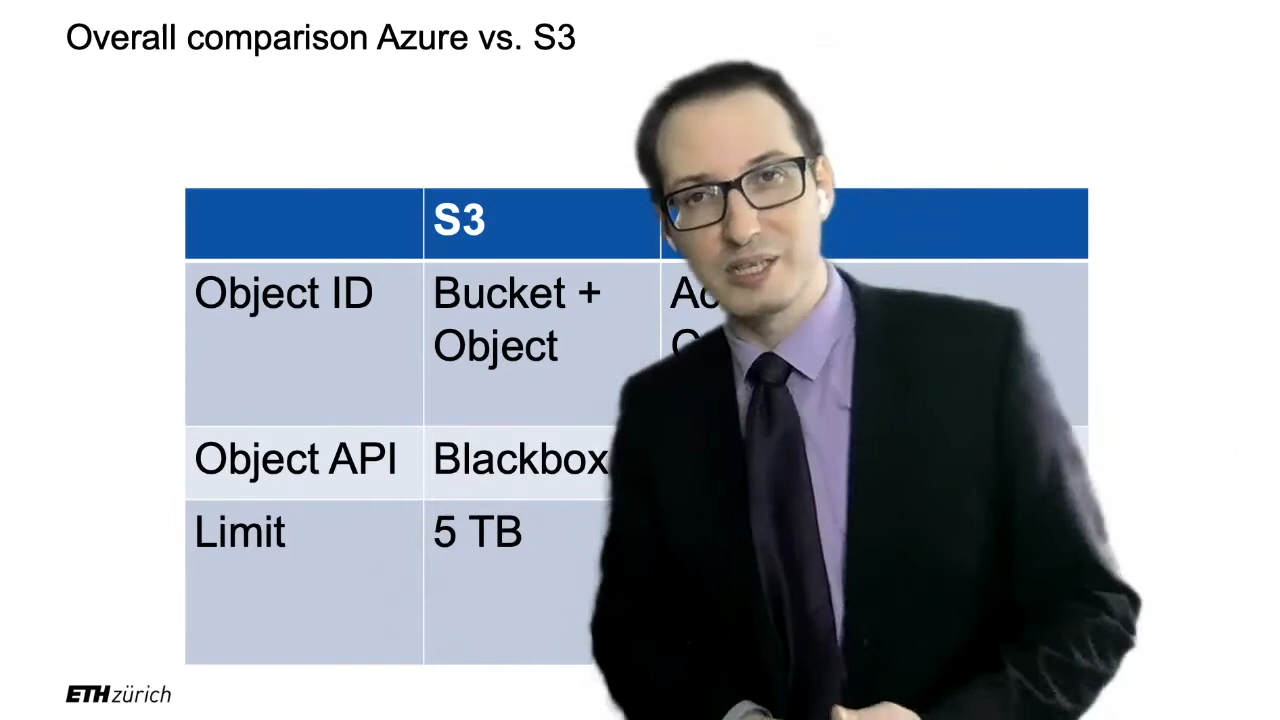 Overall comparison Azure vs. S3
S3
Object ID
Bucket +
Object
Object API
Blackbox
Limit
5 TB
ETH zürich